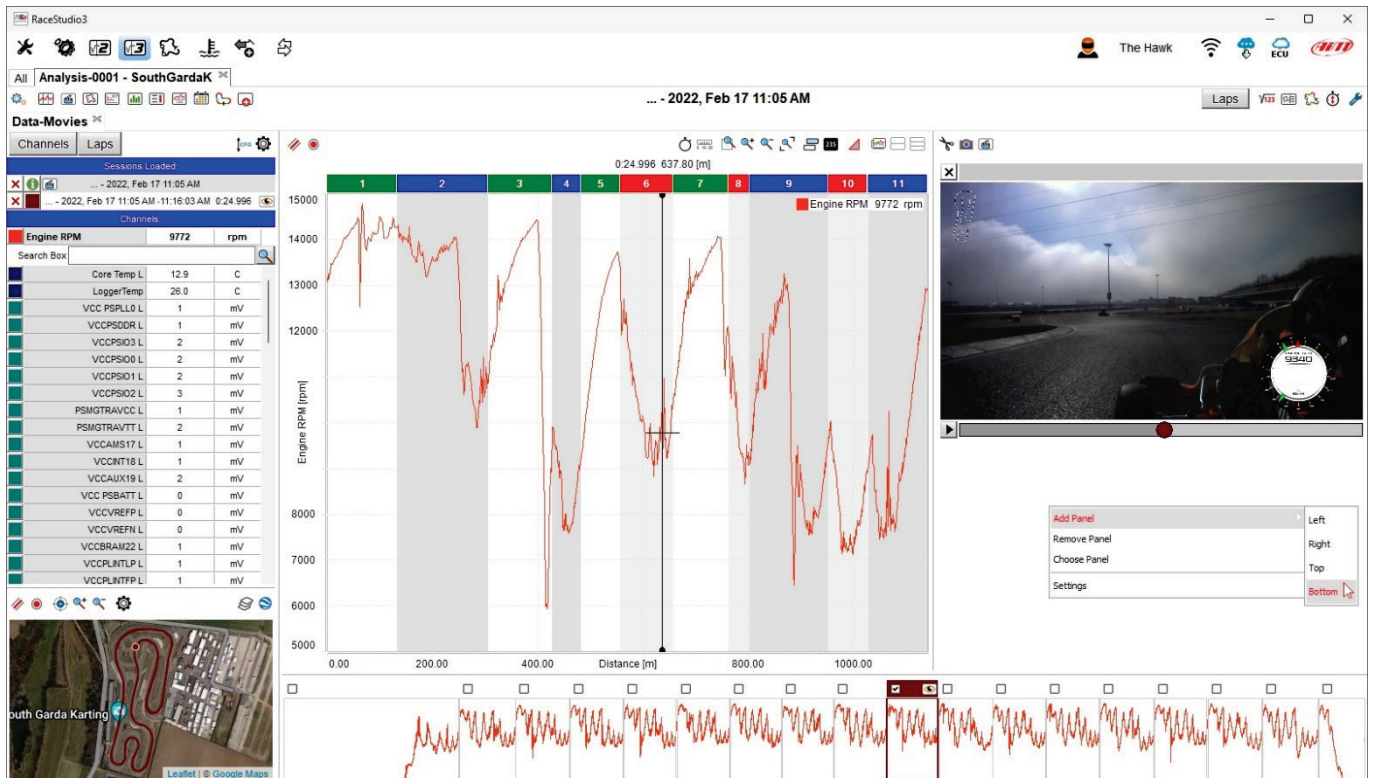 RaceStudio3
The Hawk
ECU
AiM
All Analysis-0001 - SouthGardaK
... - 2022, Feb 17 11:05 AM
Laps
Data-Movies
Channels Laps
CFG
Sessions Loaded
... - 2022, Feb 17 11:05 AM
... - 2022, Feb 17 11:05 AM -11:16:03 AM 0:24.996
Channels
Engine RPM 9772 rpm
Search Box
Core Temp L 12.9 C
LoggerTemp 26.0 C
VCC PSPLL0 L 1 mV
VCCPSDDR L 1 mV
VCCPSIO3 L 2 mV
VCCPSIO0 L 2 mV
VCCPSIO1 L 2 mV
VCCPSIO2 L 3 mV
PSMGTRAVCC L 1 mV
PSMGTRAVTT L 2 mV
VCCAMS17 L 1 mV
VCCINT18 L 1 mV
VCCAUX19 L 2 mV
VCC PSBATT L 0 mV
VCCVREFP L 0 mV
VCCVREFN L 0 mV
VCCBRAM22 L 1 mV
VCCPLINTLP L 1 mV
VCCPLINTFP L 1 mV
outh Garda Karting
Leaflet | © Google Maps
235
0:24.996 637.80 [m]
1 2 3 4 5 6 7 8 9 10 11
Engine RPM 9772 rpm
15000
14000
13000
12000
Engine RPM [rpm]
8000
7000
6000
5000
0.00 200.00 400.00 Distance [m] 800.00 1000.00
9340
Add Panel
Remove Panel
Choose Panel
Settings
Left
Right
Top
Bottom